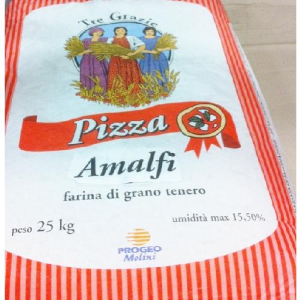 Tre Grazie
Pizza
Amalfi
farina di grano tenero
peso 25 kg
umidità max 15,50%
PROGEO
Molini